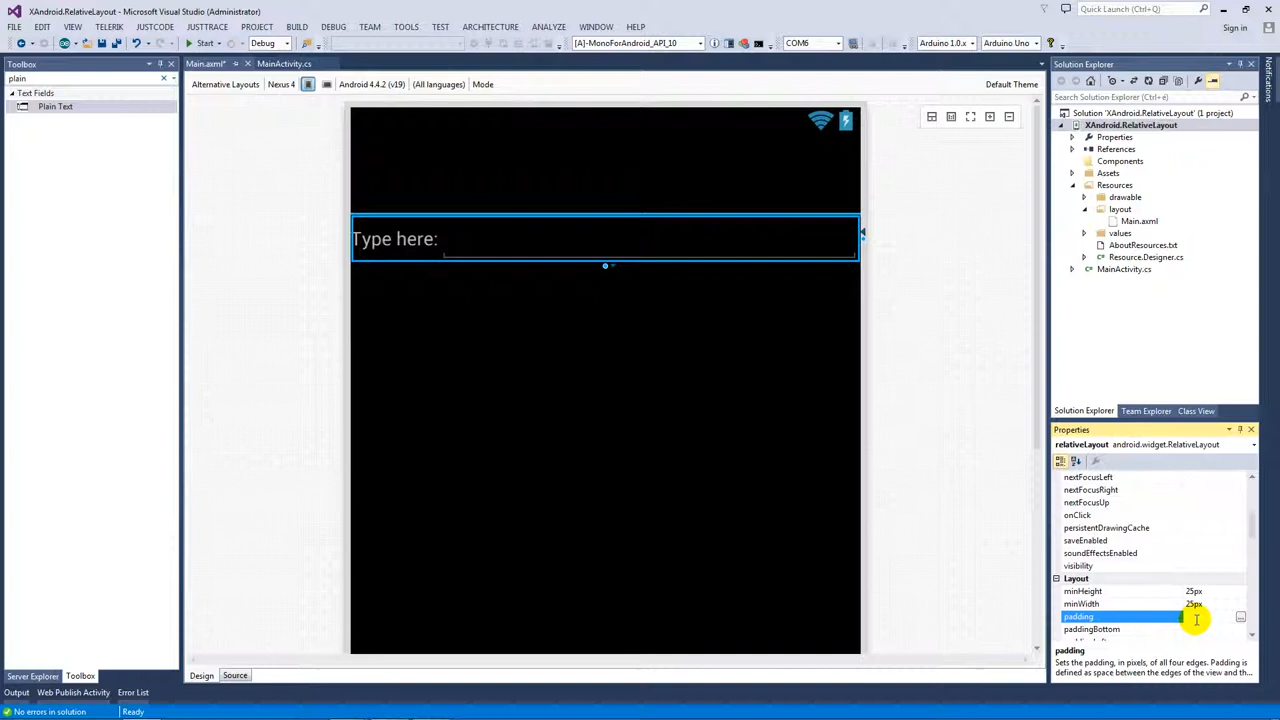 XAndroid.RelativeLayout - Microsoft Visual Studio (Administrator)
Quick Launch (Ctrl+Q)
FILE EDIT VIEW TELERIK JUSTCODE JUSTTRACE PROJECT BUILD DEBUG TEAM TOOLS TEST ARCHITECTURE ANALYZE WINDOW HELP
Sign in
Start Debug [A]-MonoForAndroid_API_10 COM6 Arduino 1.0.x Arduino Uno
Toolbox
Main.axml* MainActivity.cs
Solution Explorer
Notifications
plain
Text Fields
Plain Text
Alternative Layouts Nexus 4 Android 4.4.2 (v19) (All languages) Mode Default Theme
Type here:
Search Solution Explorer (Ctrl+è)
Solution 'XAndroid.RelativeLayout' (1 project)
XAndroid.RelativeLayout
Properties
References
Components
Assets
Resources
drawable
layout
Main.axml
values
AboutResources.txt
Resource.Designer.cs
MainActivity.cs
Solution Explorer Team Explorer Class View
Properties
relativeLayout android.widget.RelativeLayout
nextFocusLeft
nextFocusRight
nextFocusUp
onClick
persistentDrawingCache
saveEnabled
soundEffectsEnabled
visibility
Layout
minHeight 25px
minWidth 25px
padding
paddingBottom
padding
Sets the padding, in pixels, of all four edges. Padding is
defined as space between the edges of the view and th...
Server Explorer Toolbox
Design Source
Output Web Publish Activity Error List
No errors in solution Ready